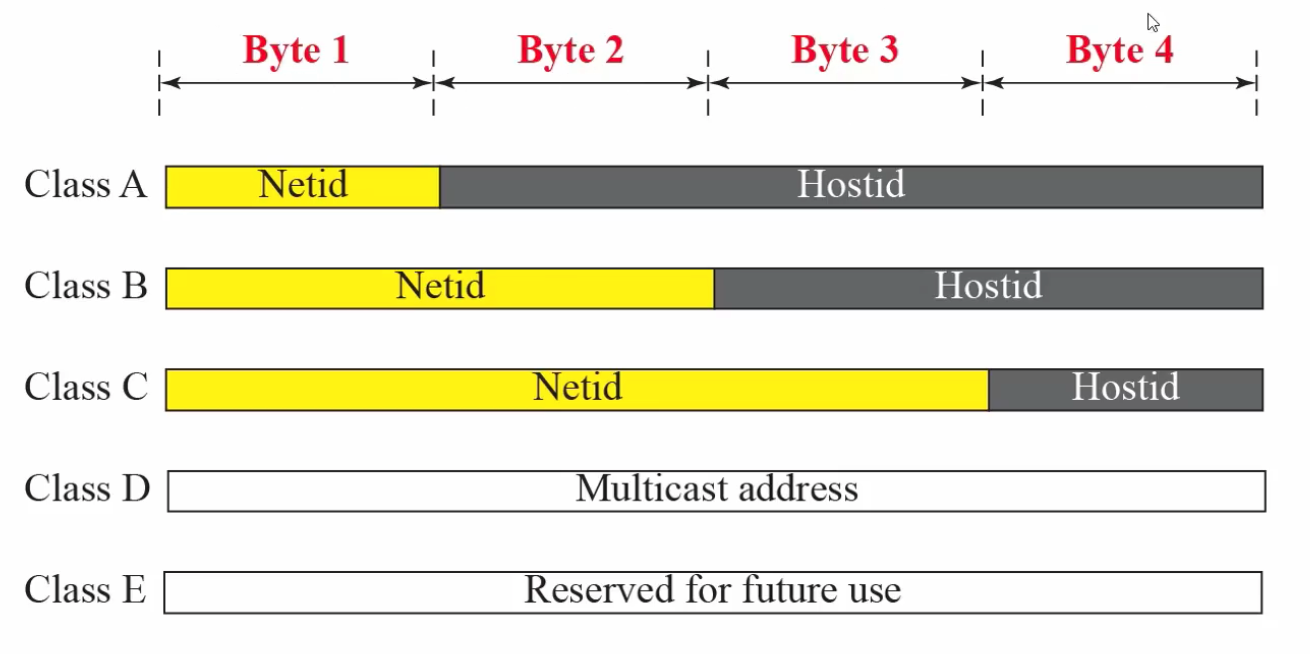 Byte 1 Byte 2 Byte 3 Byte 4
Class A Netid Hostid
Class B Netid Hostid
Class C Netid Hostid
Class D Multicast address
Class E Reserved for future use